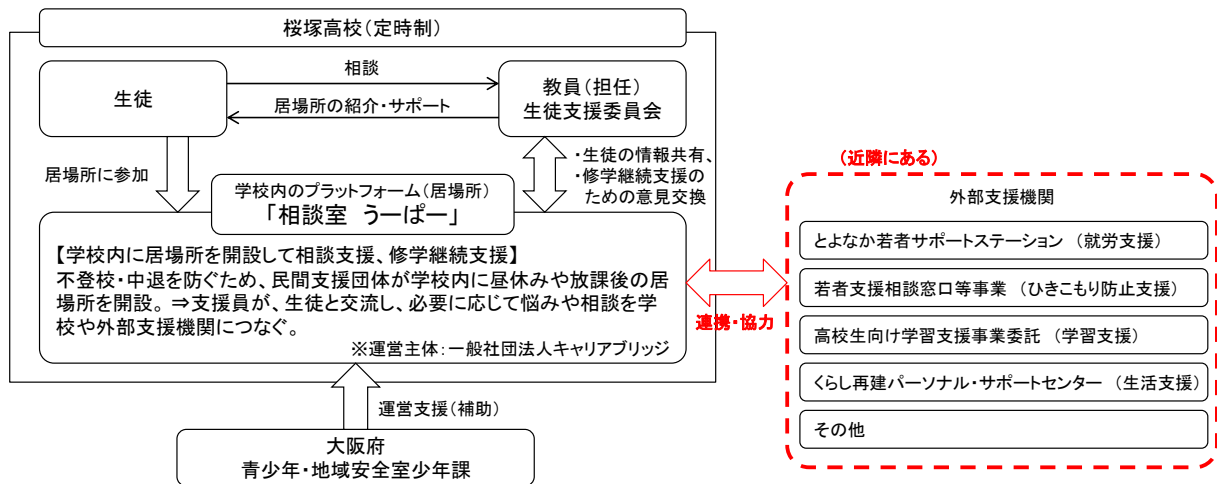 桜塚高校(定時制)
生徒
相談
居場所の紹介・サポート
教員(担任)
生徒支援委員会
居場所に参加
・生徒の情報共有、
・修学継続支援の
ための意見交換
学校内のプラットフォーム(居場所)
「相談室 うーぱー」
【学校内に居場所を開設して相談支援、修学継続支援】
不登校・中退を防ぐため、民間支援団体が学校内に昼休みや放課後の居
場所を開設。⇒支援員が、生徒と交流し、必要に応じて悩みや相談を学
校や外部支援機関につなぐ。
※運営主体:一般社団法人キャリアブリッジ
運営支援(補助)
大阪府
青少年・地域安全室少年課
連携・協力
(近隣にある)
外部支援機関
とよなか若者サポートステーション (就労支援)
若者支援相談窓口等事業 (ひきこもり防止支援)
高校生向け学習支援事業委託 (学習支援)
くらし再建パーソナル・サポートセンター (生活支援)
その他